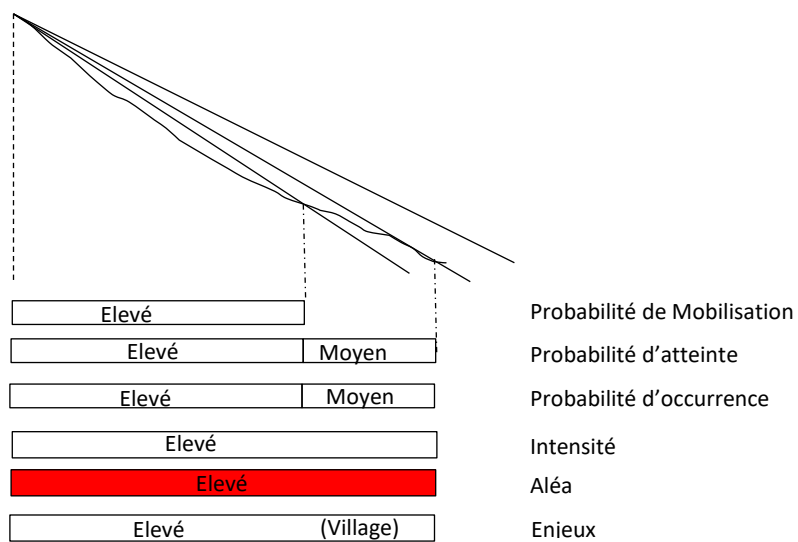 Elevé Probabilité de Mobilisation
Elevé Moyen Probabilité d’atteinte
Elevé Moyen Probabilité d’occurrence
Elevé Intensité
Elevé Aléa
Elevé (Village) Enjeux